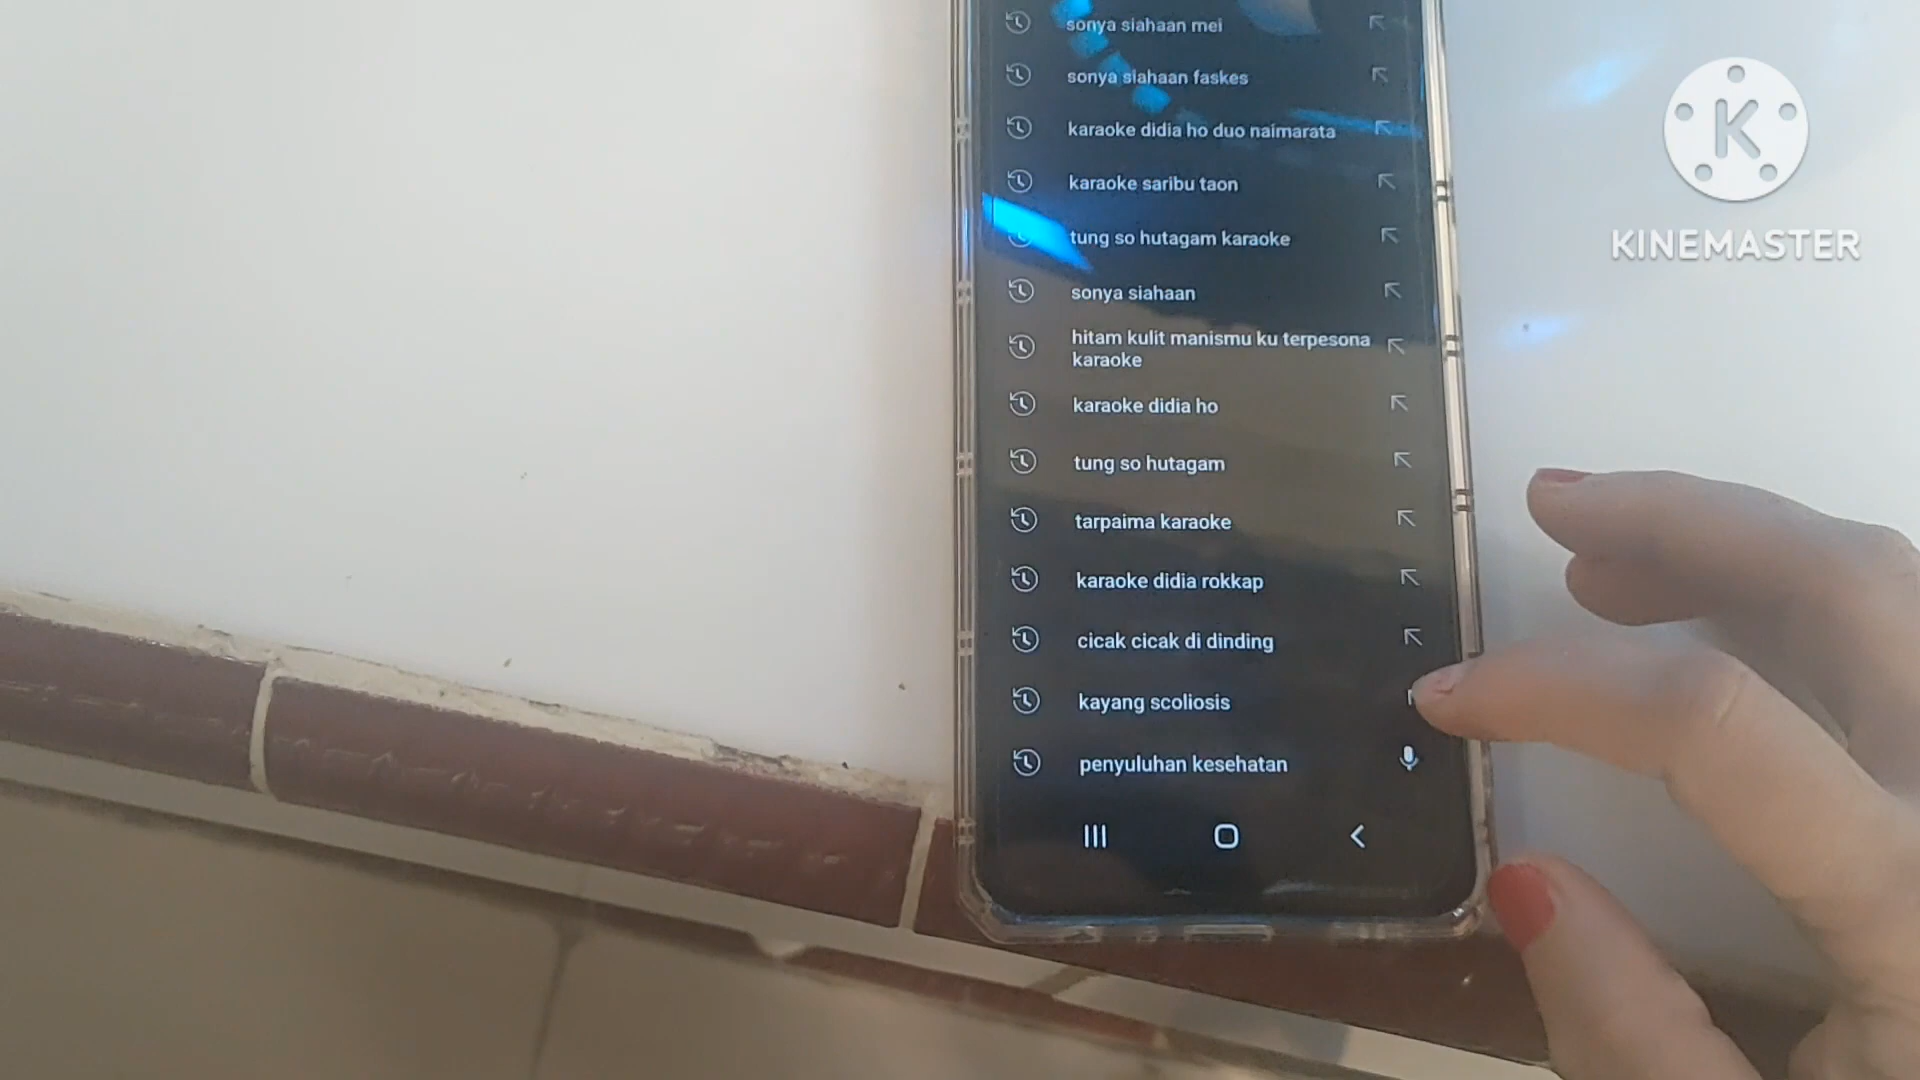 sonya siahaan mei
sonya siahaan faskes
karaoke didia ho duo naimarata
karaoke saribu taon
tung so hutagam karaoke
sonya siahaan
hitam kulit manismu ku terpesona
karaoke
karaoke didia ho
tung so hutagam
tarpaima karaoke
karaoke didia rokkap
cicak cicak di dinding
kayang scoliosis
penyuluhan kesehatan
K
KINEMASTER